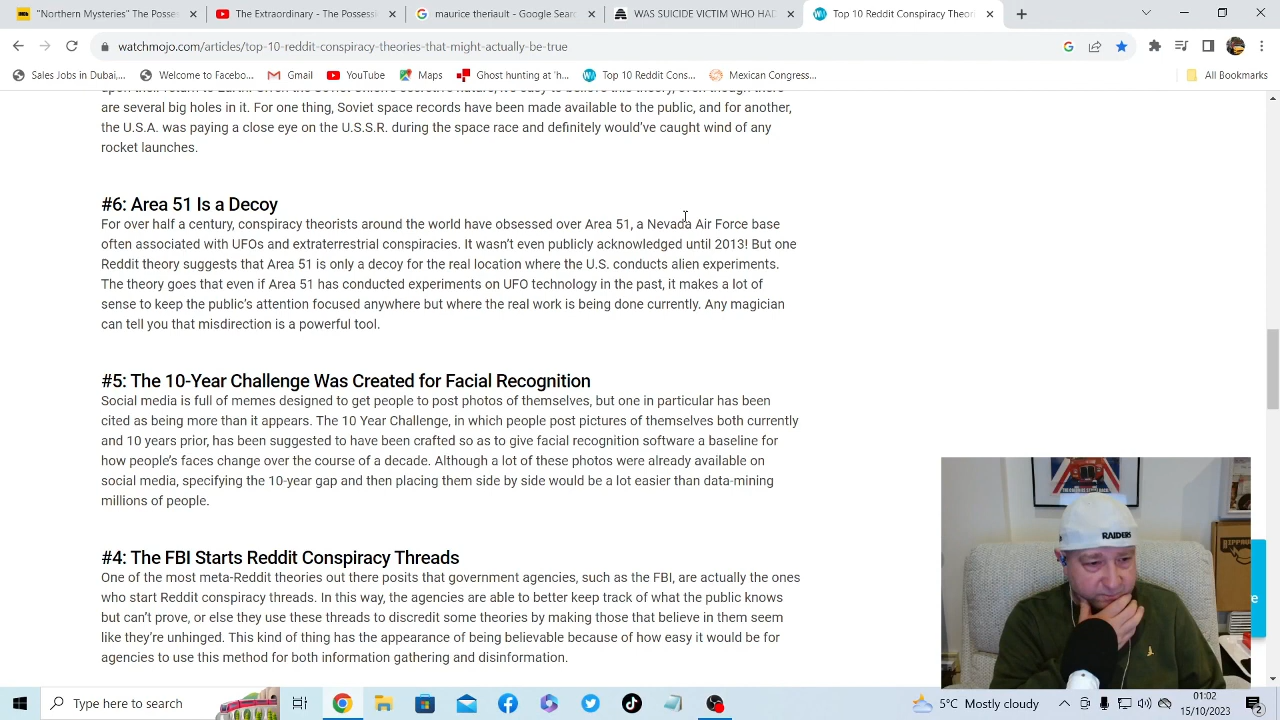 "Northern Mysteries" The Posses
The Extraordinary - The Possess
maurice theriault - Google Search
WAS SUICIDE VICTIM WHO HAD
Top 10 Reddit Conspiracy Theori
watchmojo.com/articles/top-10-reddit-conspiracy-theories-that-might-actually-be-true
Sales Jobs in Dubai,...
Welcome to Facebo...
Gmail
YouTube
Maps
Ghost hunting at 'h...
Top 10 Reddit Cons...
Mexican Congress...
All Bookmarks
are several big holes in it. For one thing, Soviet space records have been made available to the public, and for another,
the U.S.A. was paying a close eye on the U.S.S.R. during the space race and definitely would've caught wind of any
rocket launches.
#6: Area 51 Is a Decoy
For over half a century, conspiracy theorists around the world have obsessed over Area 51, a Nevada Air Force base
often associated with UFOs and extraterrestrial conspiracies. It wasn't even publicly acknowledged until 2013! But one
Reddit theory suggests that Area 51 is only a decoy for the real location where the U.S. conducts alien experiments.
The theory goes that even if Area 51 has conducted experiments on UFO technology in the past, it makes a lot of
sense to keep the public's attention focused anywhere but where the real work is being done currently. Any magician
can tell you that misdirection is a powerful tool.
#5: The 10-Year Challenge Was Created for Facial Recognition
Social media is full of memes designed to get people to post photos of themselves, but one in particular has been
cited as being more than it appears. The 10 Year Challenge, in which people post pictures of themselves both currently
and 10 years prior, has been suggested to have been crafted so as to give facial recognition software a baseline for
how people's faces change over the course of a decade. Although a lot of these photos were already available on
social media, specifying the 10-year gap and then placing them side by side would be a lot easier than data-mining
millions of people.
#4: The FBI Starts Reddit Conspiracy Threads
One of the most meta-Reddit theories out there posits that government agencies, such as the FBI, are actually the ones
who start Reddit conspiracy threads. In this way, the agencies are able to better keep track of what the public knows
but can't prove, or else they use these threads to discredit some theories by making those that believe in them seem
like they're unhinged. This kind of thing has the appearance of being believable because of how easy it would be for
agencies to use this method for both information gathering and disinformation.
RAIDERS
e
Type here to search
5°C Mostly cloudy
01:02
15/10/2023
2